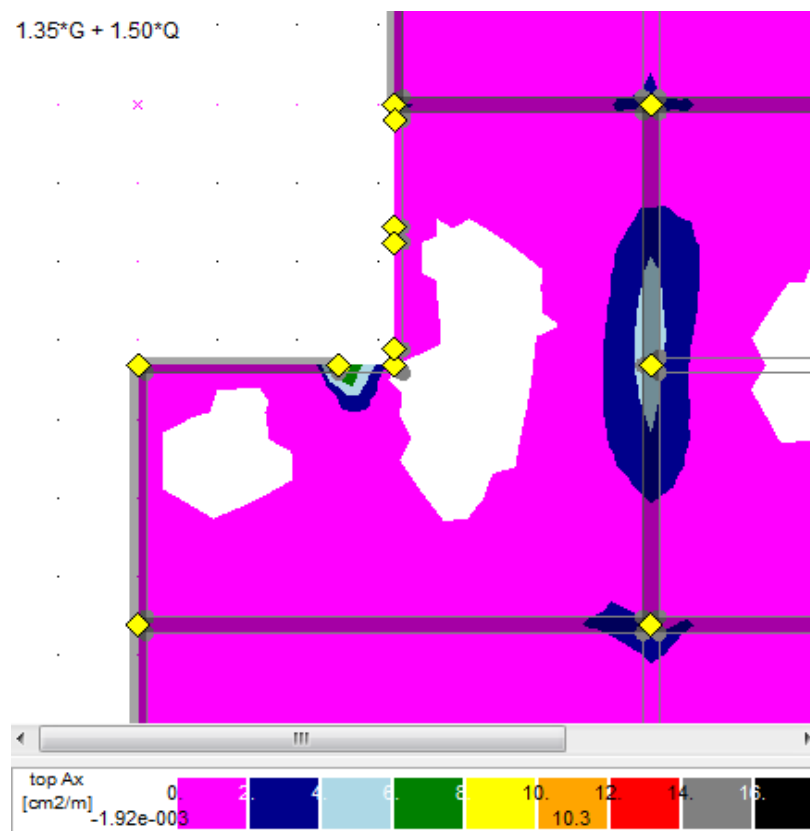 1.35*G + 1.50*Q
top Ax
[cm2/m]
0. 2. 4. 6. 8. 10. 12. 14. 16.
-1.92e-003 10.3